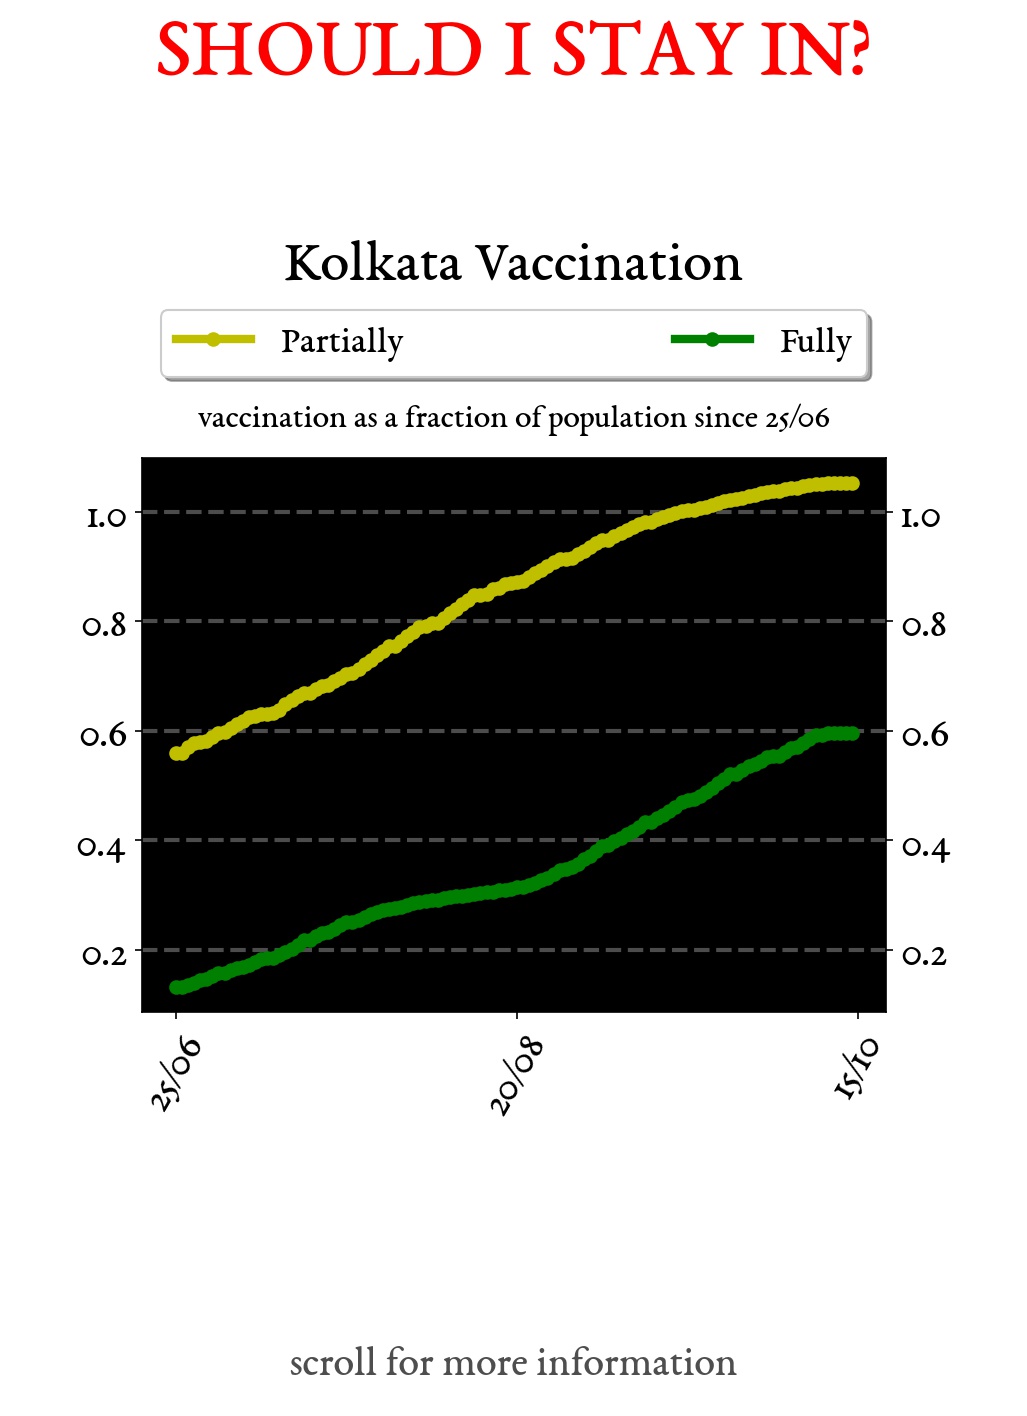 SHOULD I STAY IN?
Kolkata Vaccination
Partially Fully
vaccination as a fraction of population since 25/06
1.0 1.0
0.8 0.8
0.6 0.6
0.4 0.4
0.2 0.2
25/06 20/08 15/10
scroll for more information